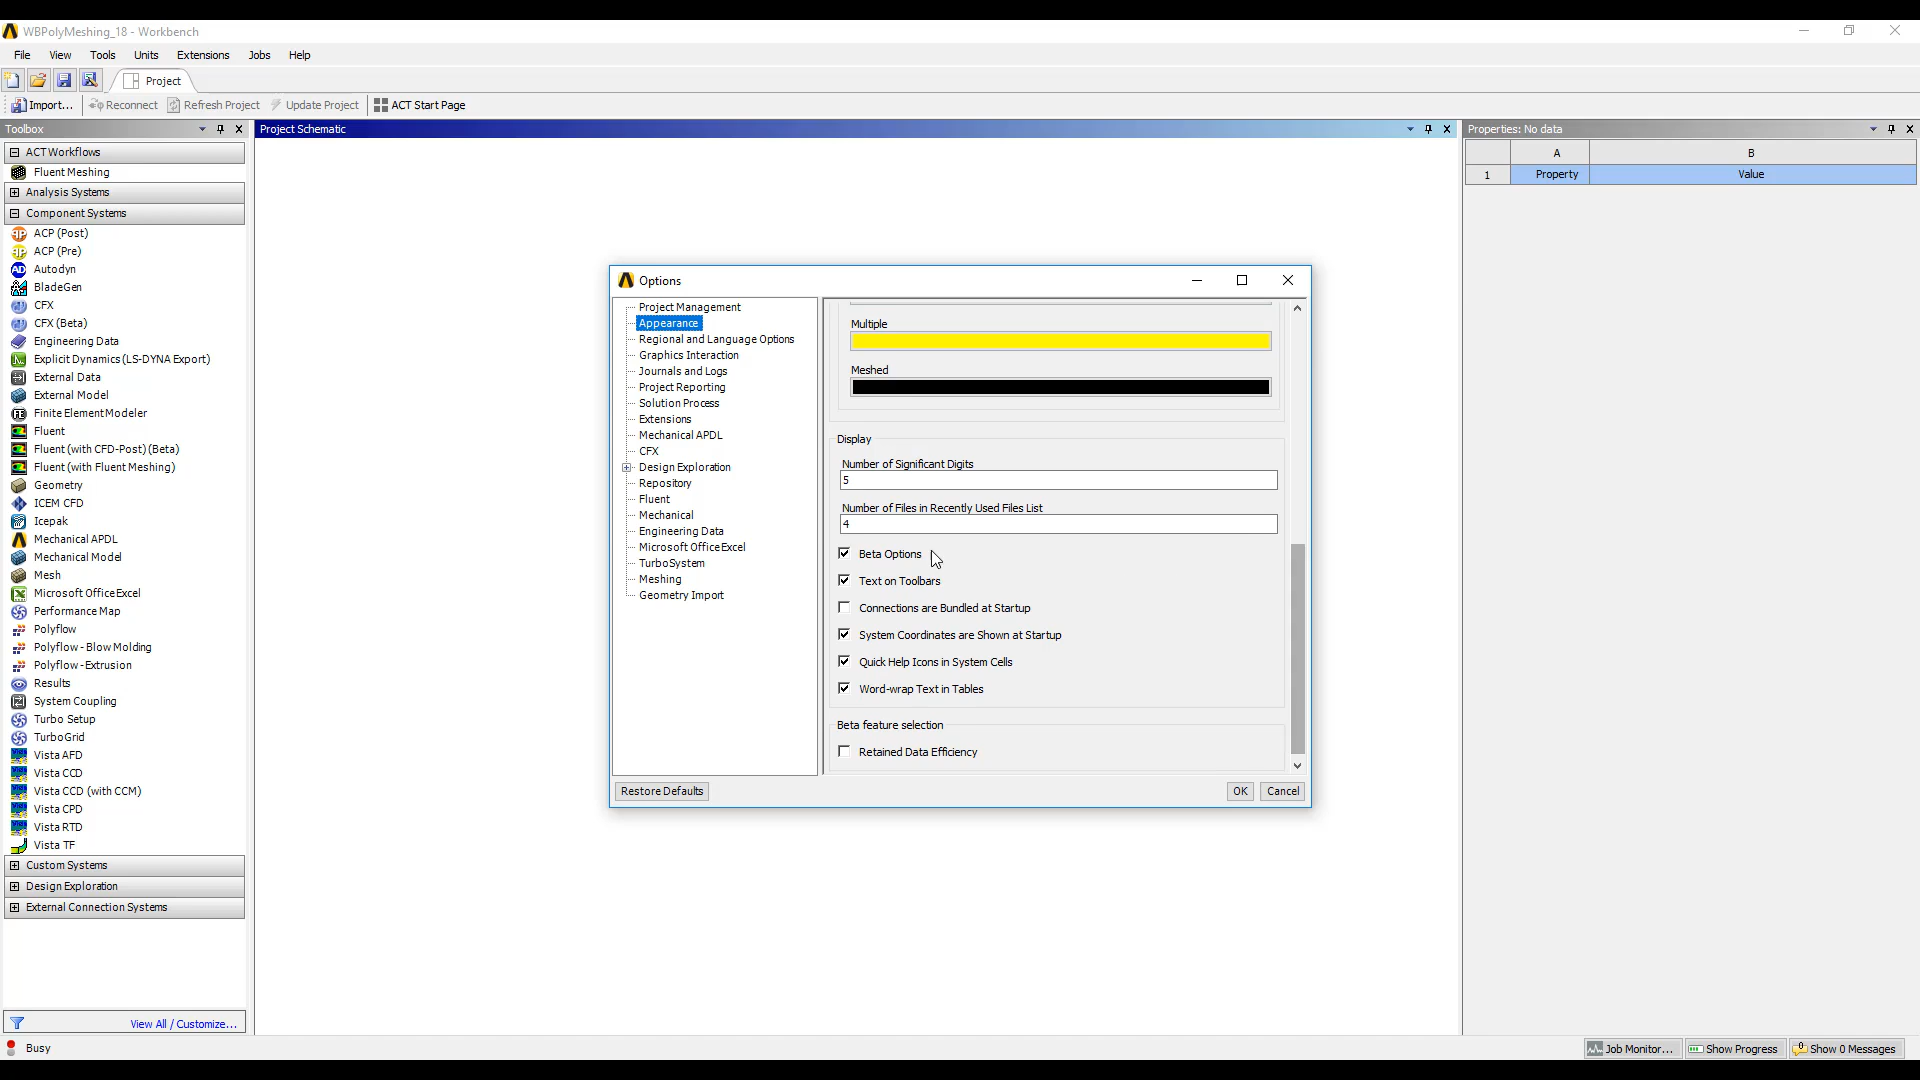 WBPolyMeshing_18 - Workbench
File View Tools Units Extensions Jobs Help
Project
Import... Reconnect Refresh Project Update Project ACT Start Page
Toolbox
ACT Workflows
Fluent Meshing
Analysis Systems
Component Systems
ACP (Post)
ACP (Pre)
Autodyn
BladeGen
CFX
CFX (Beta)
Engineering Data
Explicit Dynamics (LS-DYNA Export)
External Data
External Model
Finite Element Modeler
Fluent
Fluent (with CFD-Post) (Beta)
Fluent (with Fluent Meshing)
Geometry
ICEM CFD
Icepak
Mechanical APDL
Mechanical Model
Mesh
Microsoft Office Excel
Performance Map
Polyflow
Polyflow - Blow Molding
Polyflow - Extrusion
Results
System Coupling
Turbo Setup
TurboGrid
Vista AFD
Vista CCD
Vista CCD (with CCM)
Vista CPD
Vista RTD
Vista TF
Custom Systems
Design Exploration
External Connection Systems
View All / Customize...
Project Schematic
Options
Project Management
Appearance
Regional and Language Options
Graphics Interaction
Journals and Logs
Project Reporting
Solution Process
Extensions
Mechanical APDL
CFX
Design Exploration
Repository
Fluent
Mechanical
Engineering Data
Microsoft Office Excel
TurboSystem
Meshing
Geometry Import
Multiple
Meshed
Display
Number of Significant Digits
5
Number of Files in Recently Used Files List
4
Beta Options
Text on Toolbars
Connections are Bundled at Startup
System Coordinates are Shown at Startup
Quick Help Icons in System Cells
Word-wrap Text in Tables
Beta feature selection
Retained Data Efficiency
Restore Defaults OK Cancel
Properties: No data
A B
1 Property Value
Busy
Job Monitor... Show Progress Show 0 Messages